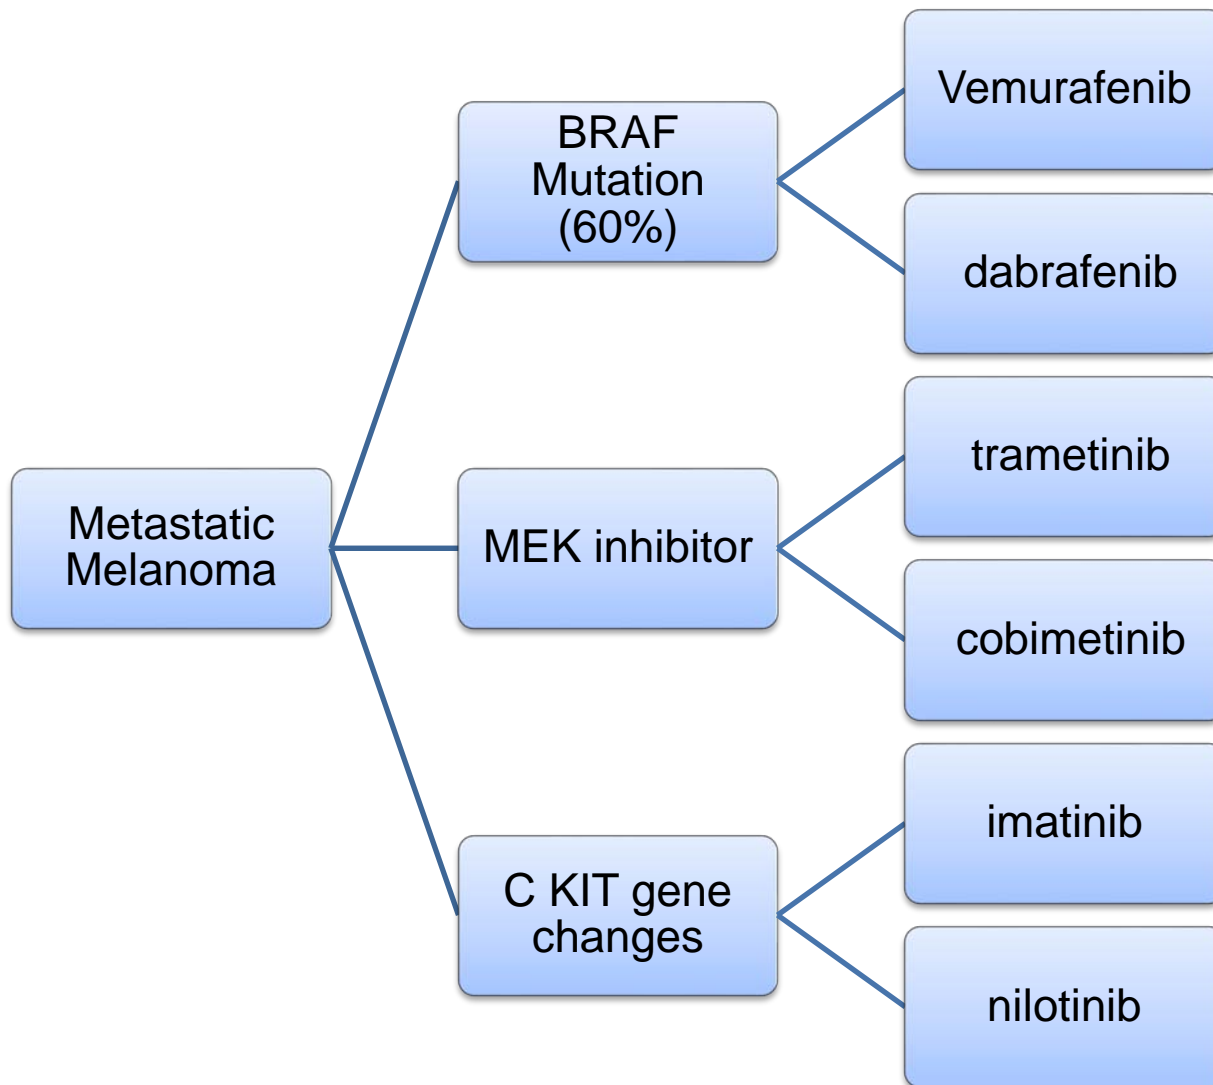 Metastatic
Melanoma
BRAF
Mutation
(60%)
Vemurafenib
dabrafenib
MEK inhibitor
trametinib
cobimetinib
C KIT gene
changes
imatinib
nilotinib